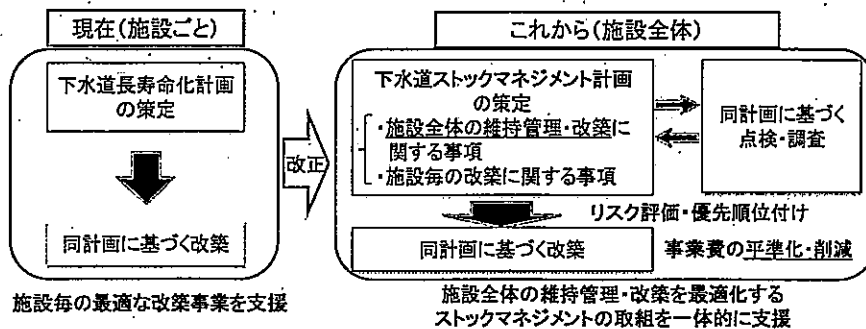 現在(施設ごと)
下水道長寿命化計画
の策定
同計画に基づく改築
施設毎の最適な改築事業を支援
改正
これから(施設全体)
下水道ストックマネジメント計画
の策定
・施設全体の維持管理・改築に
関する事項
・施設毎の改築に関する事項
同計画に基づく
点検・調査
リスク評価・優先順位付け
同計画に基づく改築
事業費の平準化・削減
施設全体の維持管理・改築を最適化する
ストックマネジメントの取組を一体的に支援